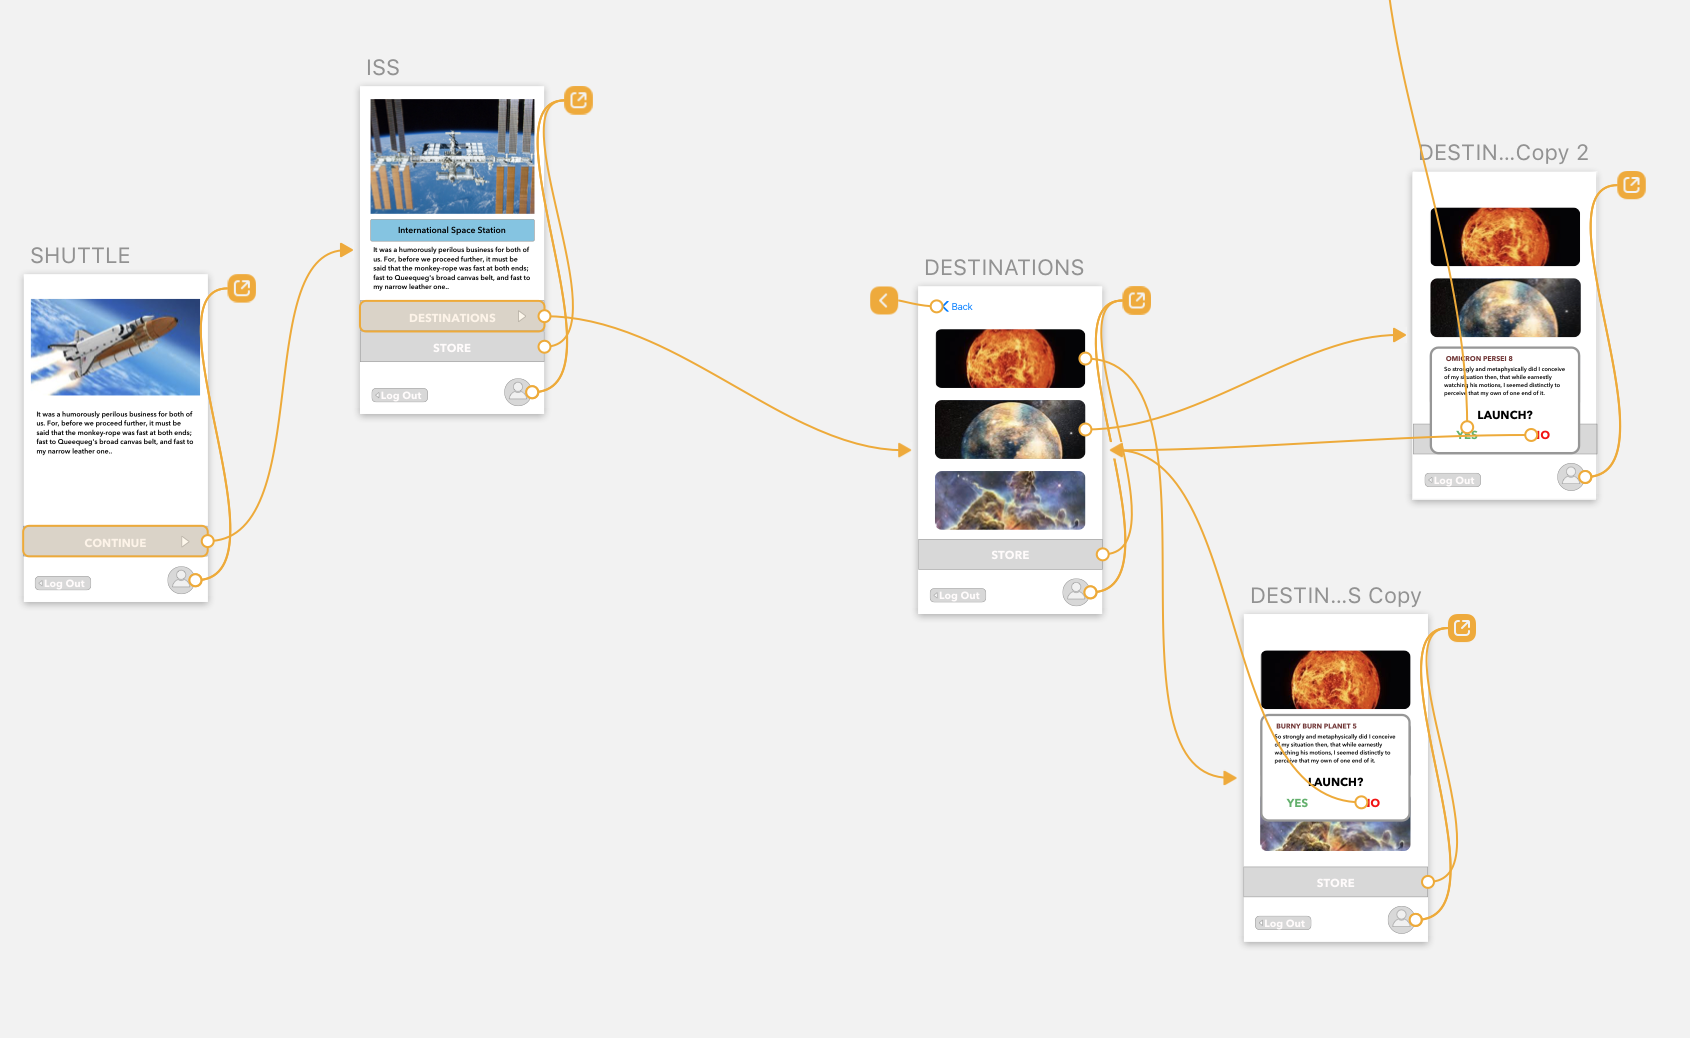 ISS
International Space Station
It was a humorously perilous business for both of
us. For, before we proceed further, it must be
said that the monkey-rope was fast at both ends;
fast to Queequeg's broad canvas belt, and fast to
my narrow leather one..
DESTINATIONS
STORE
Log Out
SHUTTLE
It was a humorously perilous business for both of
us. For, before we proceed further, it must be
said that the monkey-rope was fast at both ends;
fast to Queequeg's broad canvas belt, and fast to
my narrow leather one..
CONTINUE
Log Out
DESTINATIONS
Back
STORE
Log Out
DESTIN...Copy 2
OMICRON PERSEI 8
So strongly and metaphysically did I conceive
of my situation then, that while earnestly
watching his motions, I seemed distinctly to
perceive that my own of one end of it.
LAUNCH?
YES NO
Log Out
DESTIN...S Copy
BURNY BURN PLANET 5
So strongly and metaphysically did I conceive
of my situation then, that while earnestly
watching his motions, I seemed distinctly to
perceive that my own of one end of it.
LAUNCH?
YES NO
STORE
Log Out